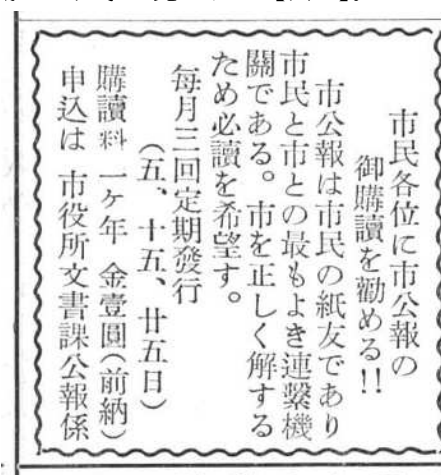 市民各位に市公報の
御購讀を勸める!!
市公報は市民の紙友であり
市民と市との最もよき連繋機
關である。市を正しく解する
ため必讀を希望す。
毎月三回定期發行
(五、十五、廿五日)
購讀料 一ヶ年 金壹圓(前納)
申込は 市役所文書課公報係